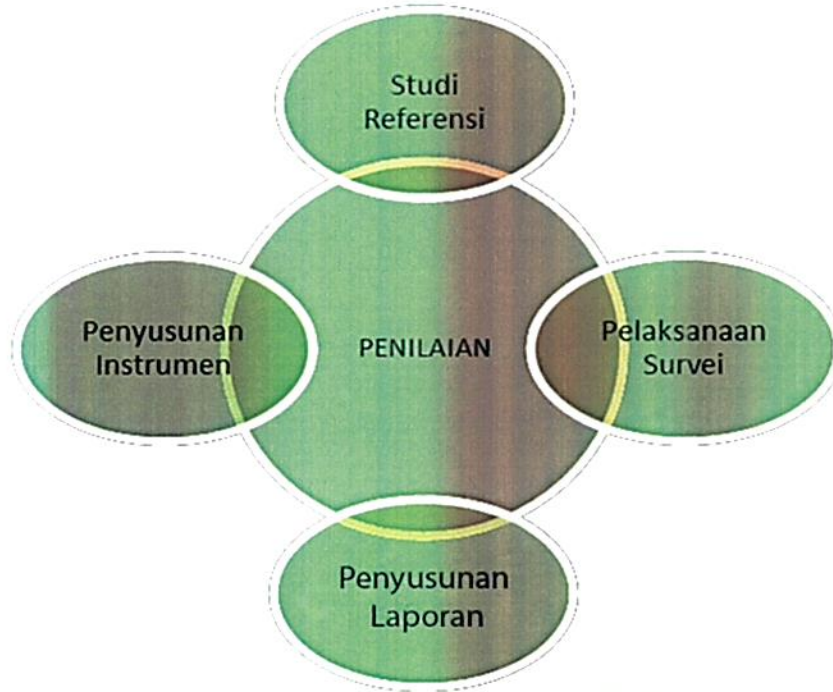 Studi
Referensi
Penyusunan
Instrumen
PENILAIAN
Pelaksanaan
Survei
Penyusunan
Laporan